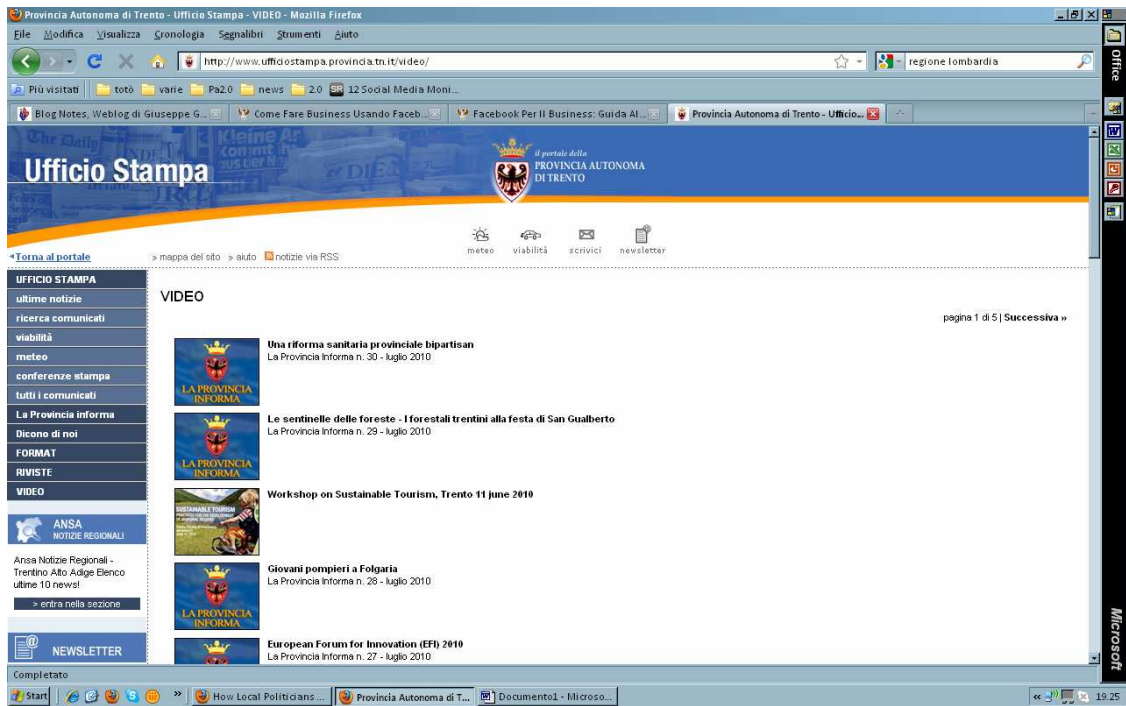 Provincia Autonoma di Trento - Ufficio Stampa - VIDEO - Mozilla Firefox
File Modifica Visualizza Cronologia Segnalibri Strumenti Aiuto
http://www.ufficiostampa.provincia.tn.it/video/
regione lombardia
Più visitati totò varie Pa2.0 news 2.0 SR 12 Social Media Moni...
Blog Notes, Weblog di Giuseppe G... Come Fare Business Usando Faceb... Facebook Per Il Business: Guida Al... Provincia Autonoma di Trento - Ufficio...
The Daily
Kleine
DIE
Ufficio Stampa
il portale della
PROVINCIA AUTONOMA
DI TRENTO
meteo viabilità scrivici newsletter
Torna al portale » mappa del sito » aiuto notizie via RSS
UFFICIO STAMPA
ultime notizie
ricerca comunicati
viabilità
meteo
conferenze stampa
tutti i comunicati
La Provincia informa
Dicono di noi
FORMAT
RIVISTE
VIDEO
ANSA
NOTIZIE REGIONALI
Ansa Notizie Regionali -
Trentino Alto Adige Elenco
ultime 10 news!
> entra nella sezione
NEWSLETTER
VIDEO
pagina 1 di 5 | Successiva »
LA PROVINCIA
INFORMA
Una riforma sanitaria provinciale bipartisan
La Provincia Informa n. 30 - luglio 2010
LA PROVINCIA
INFORMA
Le sentinelle delle foreste - I forestali trentini alla festa di San Gualberto
La Provincia Informa n. 29 - luglio 2010
SUSTAINABLE TOURISM
Workshop on Sustainable Tourism, Trento 11 june 2010
LA PROVINCIA
INFORMA
Giovani pompieri a Folgaria
La Provincia Informa n. 28 - luglio 2010
European Forum for Innovation (EFI) 2010
La Provincia Informa n. 27 - luglio 2010
Office
Microsoft
Completato
Start » How Local Politicians ... Provincia Autonoma di T... Documento1 - Microso... « 19.25